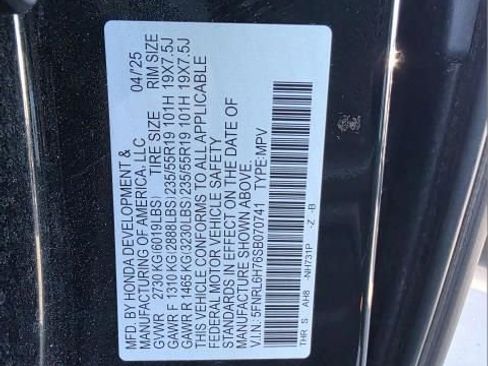 MFD. BY HONDA DEVELOPMENT & 04/25
MANUFACTURING OF AMERICA, LLC
GVWR 2730 KG(6019LBS) TIRE SIZE RIM SIZE
GAWR F 1310 KG(2888LBS)235/55R19 101H 19X7.5J
GAWR R 1465 KG(3230LBS)235/55R19 101H 19X7.5J
THIS VEHICLE CONFORMS TO ALL APPLICABLE
FEDERAL MOTOR VEHICLE SAFETY
STANDARDS IN EFFECT ON THE DATE OF
MANUFACTURE SHOWN ABOVE.
V.I.N: 5FNRL6H76SB070741 TYPE:MPV
THR S AH8 -NH731P -Z -B